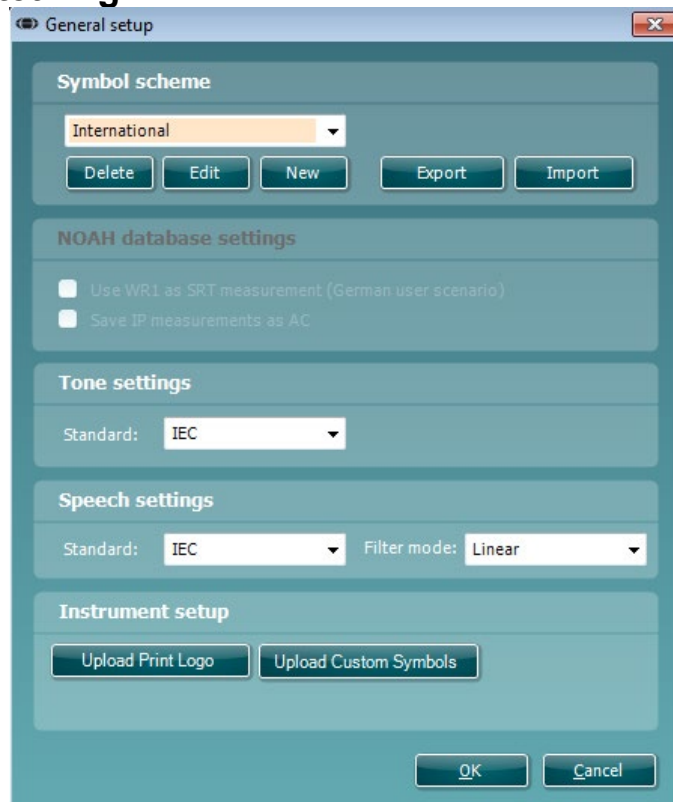 General setup
Symbol scheme
International
Delete Edit New Export Import
NOAH database settings
Use WR1 as SRT measurement (German user scenario)
Save IP measurements as AC
Tone settings
Standard: IEC
Speech settings
Standard: IEC Filter mode: Linear
Instrument setup
Upload Print Logo Upload Custom Symbols
OK Cancel